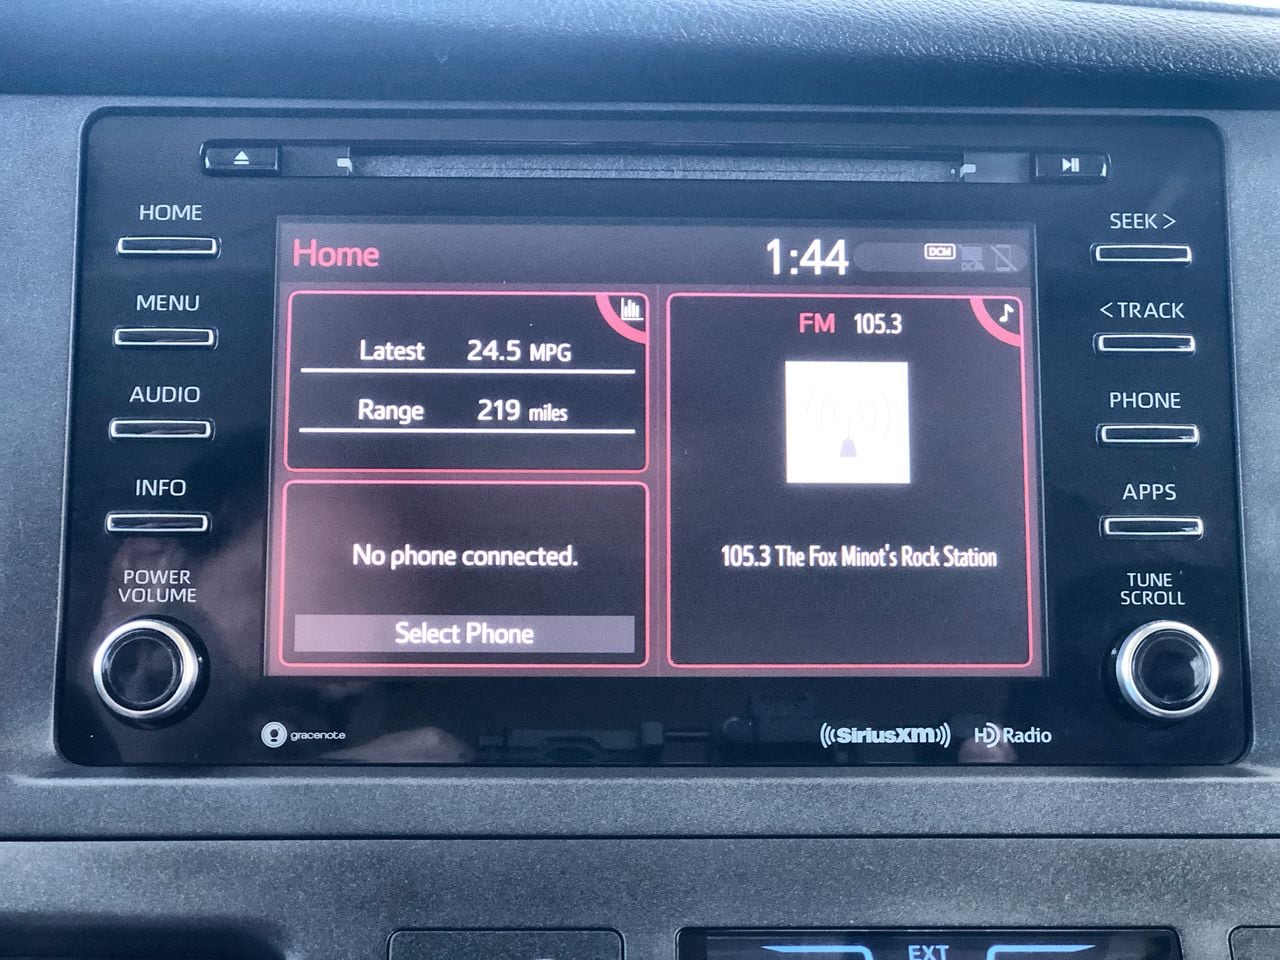 HOME
MENU
AUDIO
INFO
POWER
VOLUME
Home
1:44
DCM
Latest 24.5 MPG
Range 219 miles
No phone connected.
Select Phone
FM 105.3
105.3 The Fox Minot's Rock Station
SEEK >
< TRACK
PHONE
APPS
TUNE
SCROLL
gracenote
((SiriusXM))
HD Radio
EXT